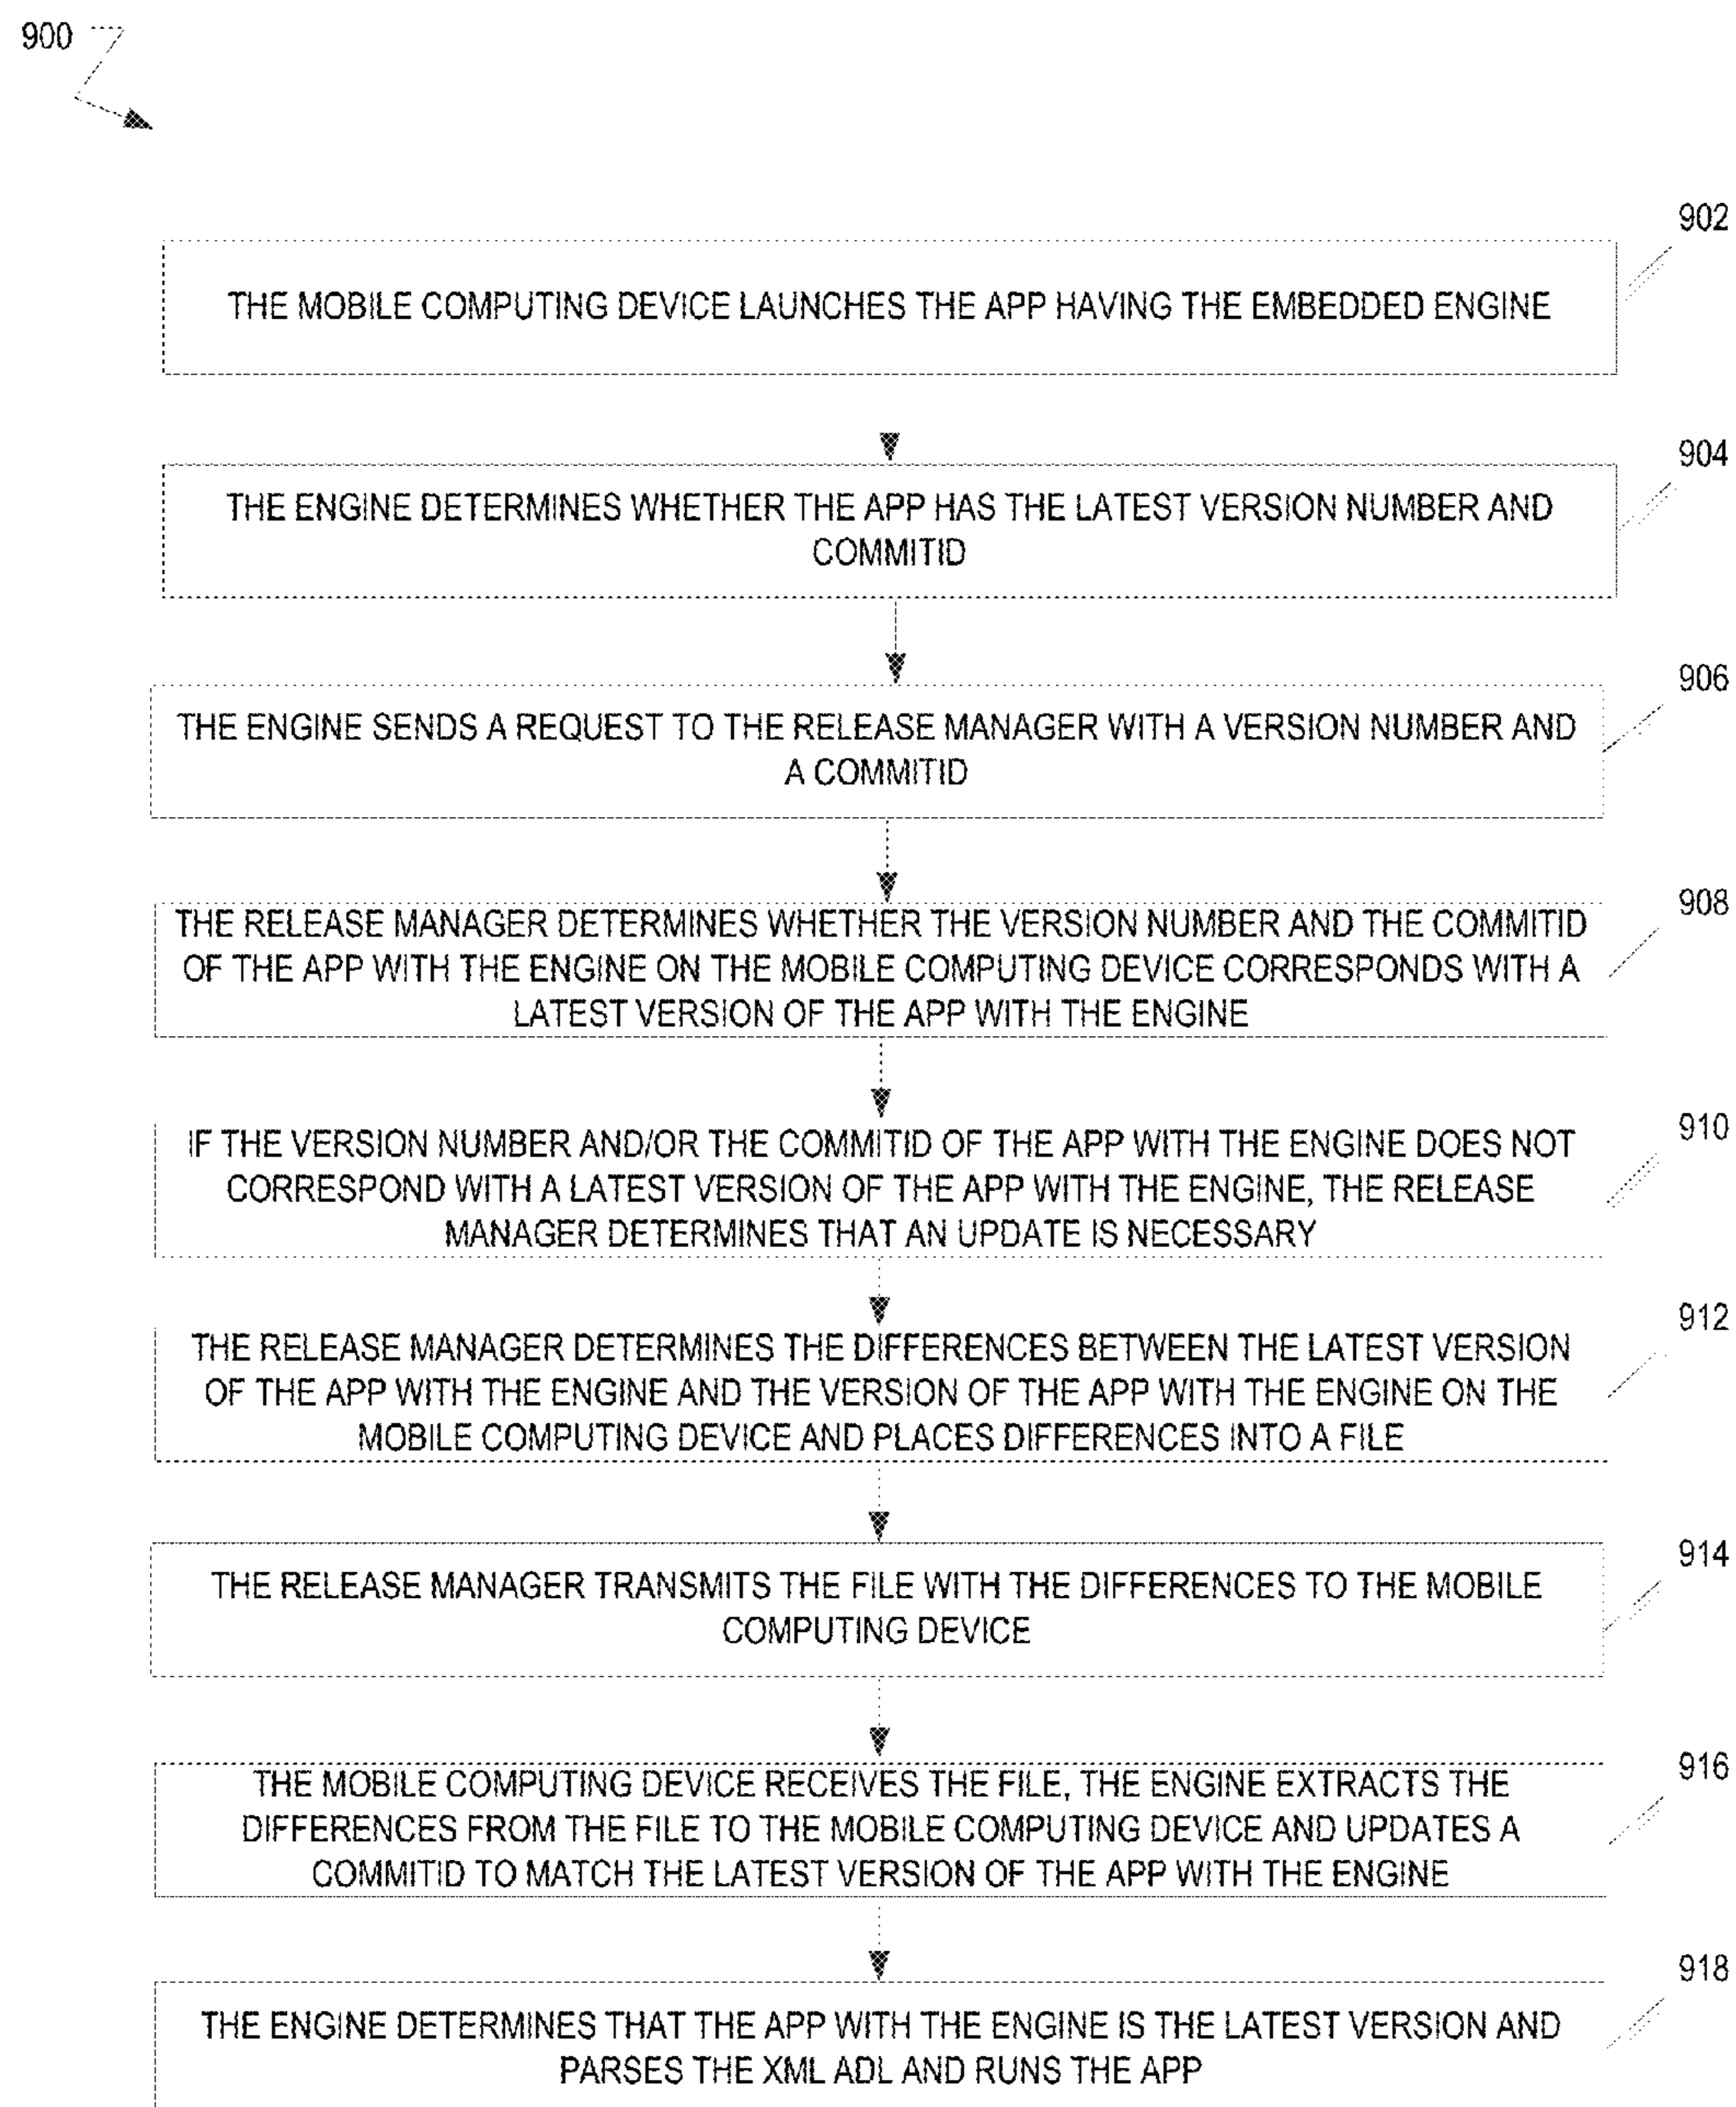 900
902
THE MOBILE COMPUTING DEVICE LAUNCHES THE APP HAVING THE EMBEDDED ENGINE
904
THE ENGINE DETERMINES WHETHER THE APP HAS THE LATEST VERSION NUMBER AND
COMMITID
906
THE ENGINE SENDS A REQUEST TO THE RELEASE MANAGER WITH A VERSION NUMBER AND
A COMMITID
908
THE RELEASE MANAGER DETERMINES WHETHER THE VERSION NUMBER AND THE COMMITID
OF THE APP WITH THE ENGINE ON THE MOBILE COMPUTING DEVICE CORRESPONDS WITH A
LATEST VERSION OF THE APP WITH THE ENGINE
910
IF THE VERSION NUMBER AND/OR THE COMMITID OF THE APP WITH THE ENGINE DOES NOT
CORRESPOND WITH A LATEST VERSION OF THE APP WITH THE ENGINE, THE RELEASE
MANAGER DETERMINES THAT AN UPDATE IS NECESSARY
912
THE RELEASE MANAGER DETERMINES THE DIFFERENCES BETWEEN THE LATEST VERSION
OF THE APP WITH THE ENGINE AND THE VERSION OF THE APP WITH THE ENGINE ON THE
MOBILE COMPUTING DEVICE AND PLACES DIFFERENCES INTO A FILE
914
THE RELEASE MANAGER TRANSMITS THE FILE WITH THE DIFFERENCES TO THE MOBILE
COMPUTING DEVICE
916
THE MOBILE COMPUTING DEVICE RECEIVES THE FILE, THE ENGINE EXTRACTS THE
DIFFERENCES FROM THE FILE TO THE MOBILE COMPUTING DEVICE AND UPDATES A
COMMITID TO MATCH THE LATEST VERSION OF THE APP WITH THE ENGINE
918
THE ENGINE DETERMINES THAT THE APP WITH THE ENGINE IS THE LATEST VERSION AND
PARSES THE XML ADL AND RUNS THE APP